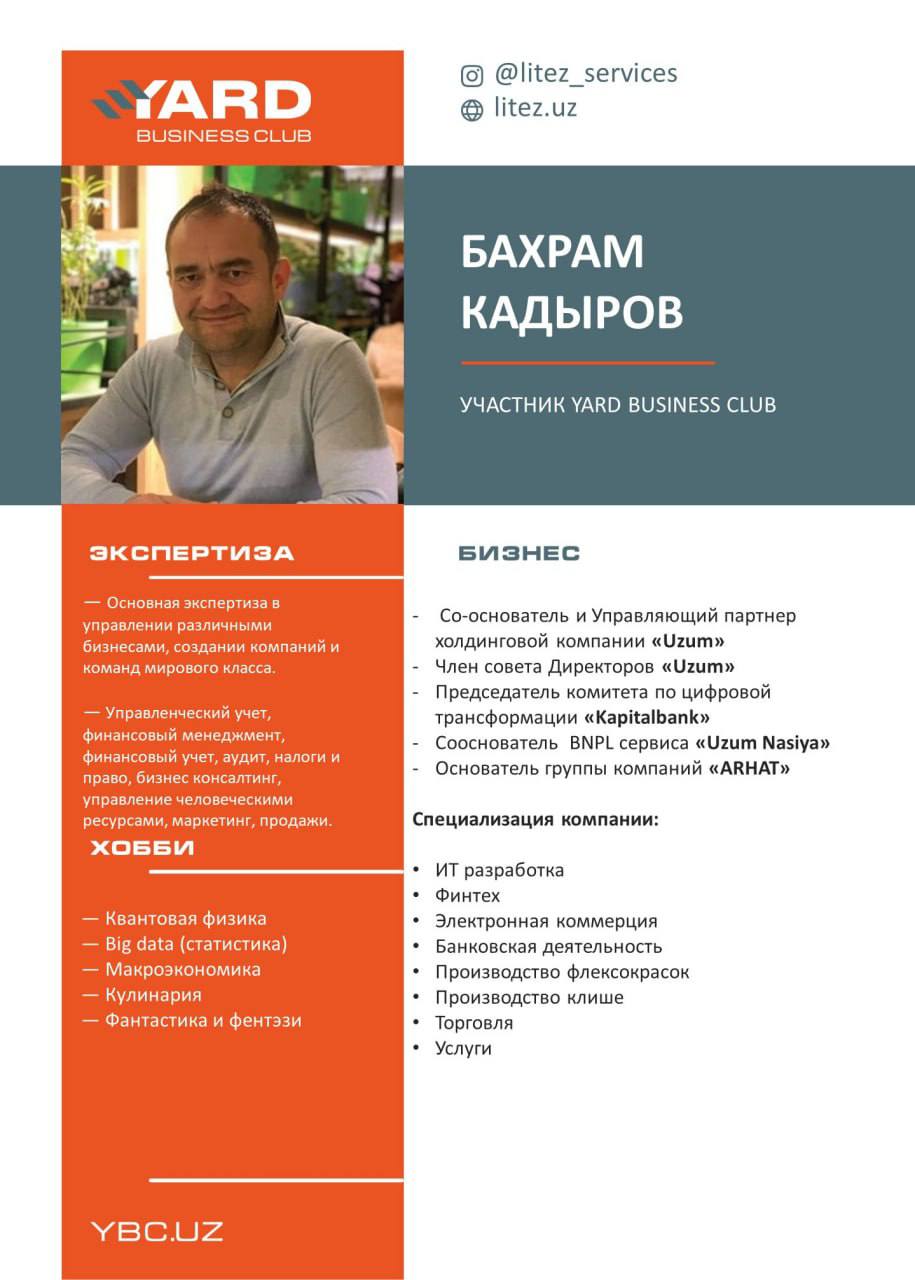 YARD
BUSINESS CLUB
@litez_services
litez.uz
БАХРАМ
КАДЫРОВ
УЧАСТНИК YARD BUSINESS CLUB
ЭКСПЕРТИЗА
— Основная экспертиза в
управлении различными
бизнесами, создании компаний и
команд мирового класса.
— Управленческий учет,
финансовый менеджмент,
финансовый учет, аудит, налоги и
право, бизнес консалтинг,
управление человеческими
ресурсами, маркетинг, продажи.
ХОББИ
— Квантовая физика
— Big data (статистика)
— Макроэкономика
— Кулинария
— Фантастика и фентэзи
YBC.UZ
БИЗНЕС
- Со-основатель и Управляющий партнер
холдинговой компании «Uzum»
- Член совета Директоров «Uzum»
- Председатель комитета по цифровой
трансформации «Kapitalbank»
- Сооснователь BNPL сервиса «Uzum Nasiya»
- Основатель группы компаний «ARHAT»
Специализация компании:
• ИТ разработка
• Финтех
• Электронная коммерция
• Банковская деятельность
• Производство флексокрасок
• Производство клише
• Торговля
• Услуги